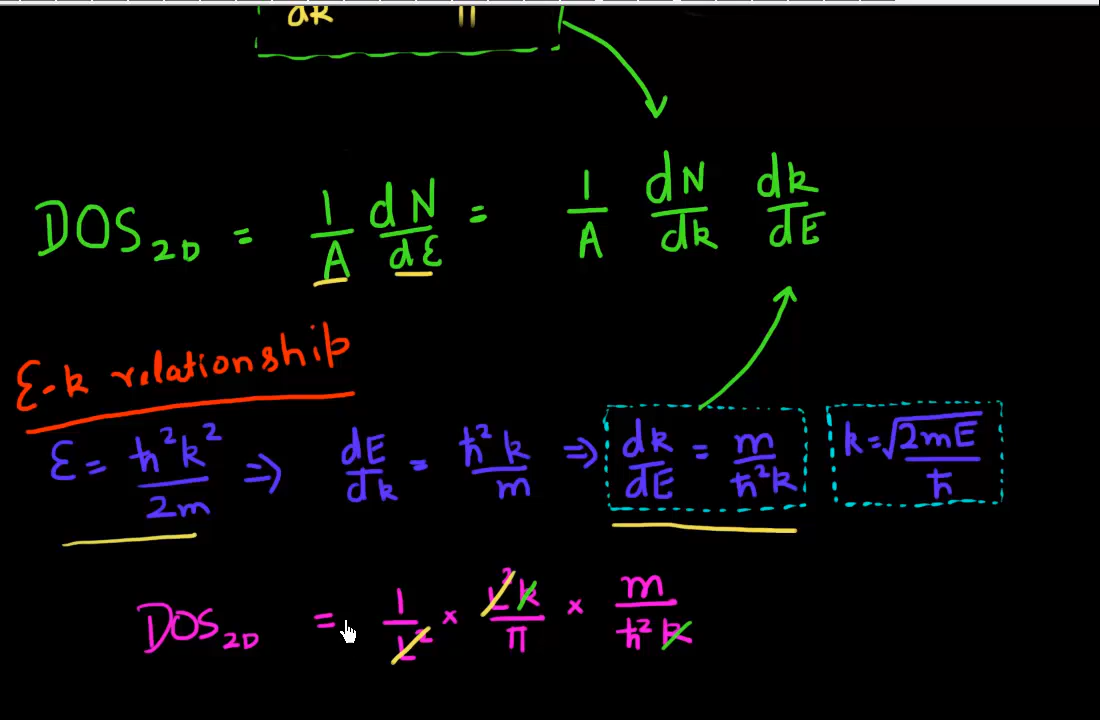 dk π
DOS₂D = 1/A dN/dE = 1/A dN/dk dk/dE
E-k relationship
E = ħ²k²/2m ⇒ dE/dk = ħ²k/m ⇒ dk/dE = m/ħ²k k = √2mE/ħ
DOS₂D = 1/L² × L²k/π × m/ħ²k